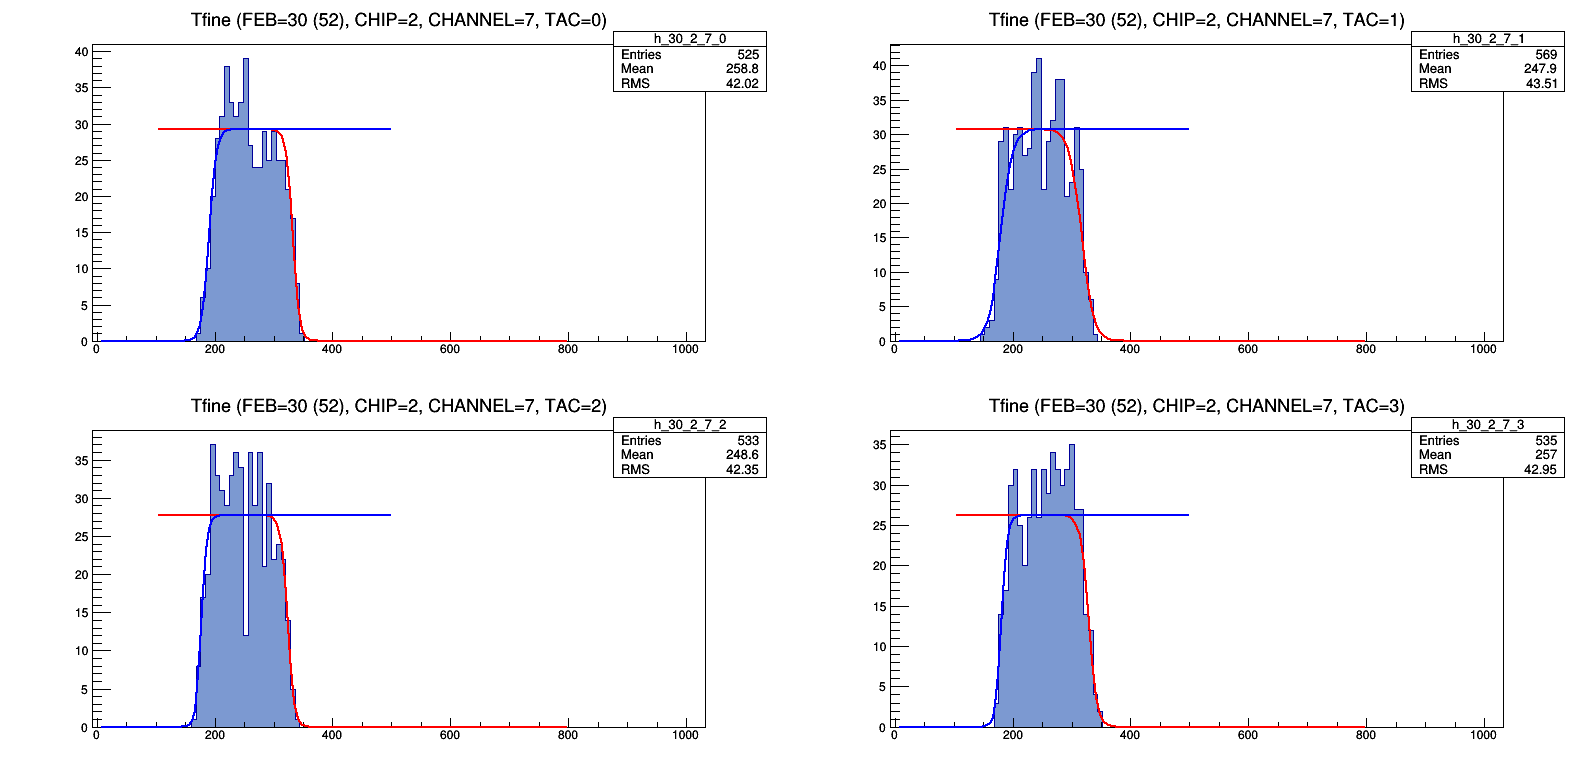 Tfine (FEB=30 (52), CHIP=2, CHANNEL=7, TAC=0)
h_30_2_7_0
Entries 525
Mean 258.8
RMS 42.02
40
35
30
25
20
15
10
5
0
0 200 400 600 800 1000
Tfine (FEB=30 (52), CHIP=2, CHANNEL=7, TAC=1)
h_30_2_7_1
Entries 569
Mean 247.9
RMS 43.51
40
35
30
25
20
15
10
5
0
0 200 400 600 800 1000
Tfine (FEB=30 (52), CHIP=2, CHANNEL=7, TAC=2)
h_30_2_7_2
Entries 533
Mean 248.6
RMS 42.35
35
30
25
20
15
10
5
0
0 200 400 600 800 1000
Tfine (FEB=30 (52), CHIP=2, CHANNEL=7, TAC=3)
h_30_2_7_3
Entries 535
Mean 257
RMS 42.95
35
30
25
20
15
10
5
0
0 200 400 600 800 1000